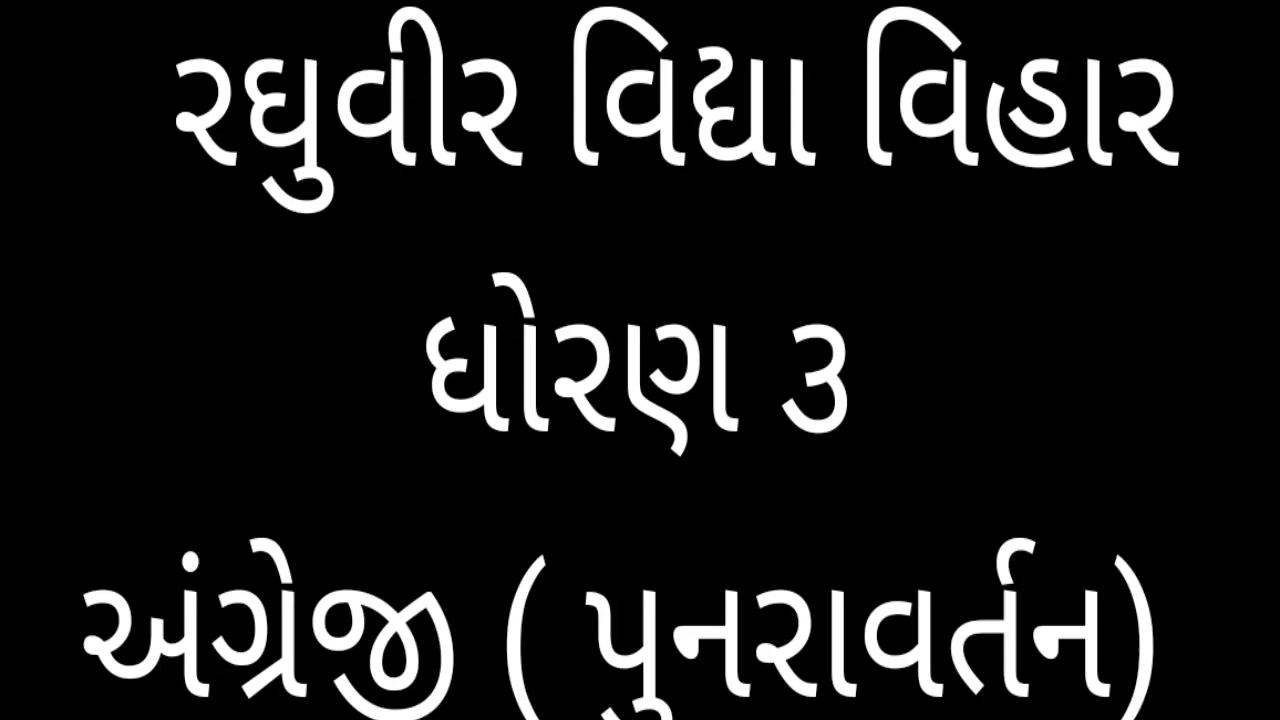 રઘુવીર વિદ્યા વિહાર
ધોરણ ૩
અંગ્રેજી ( પુનરાવર્તન)